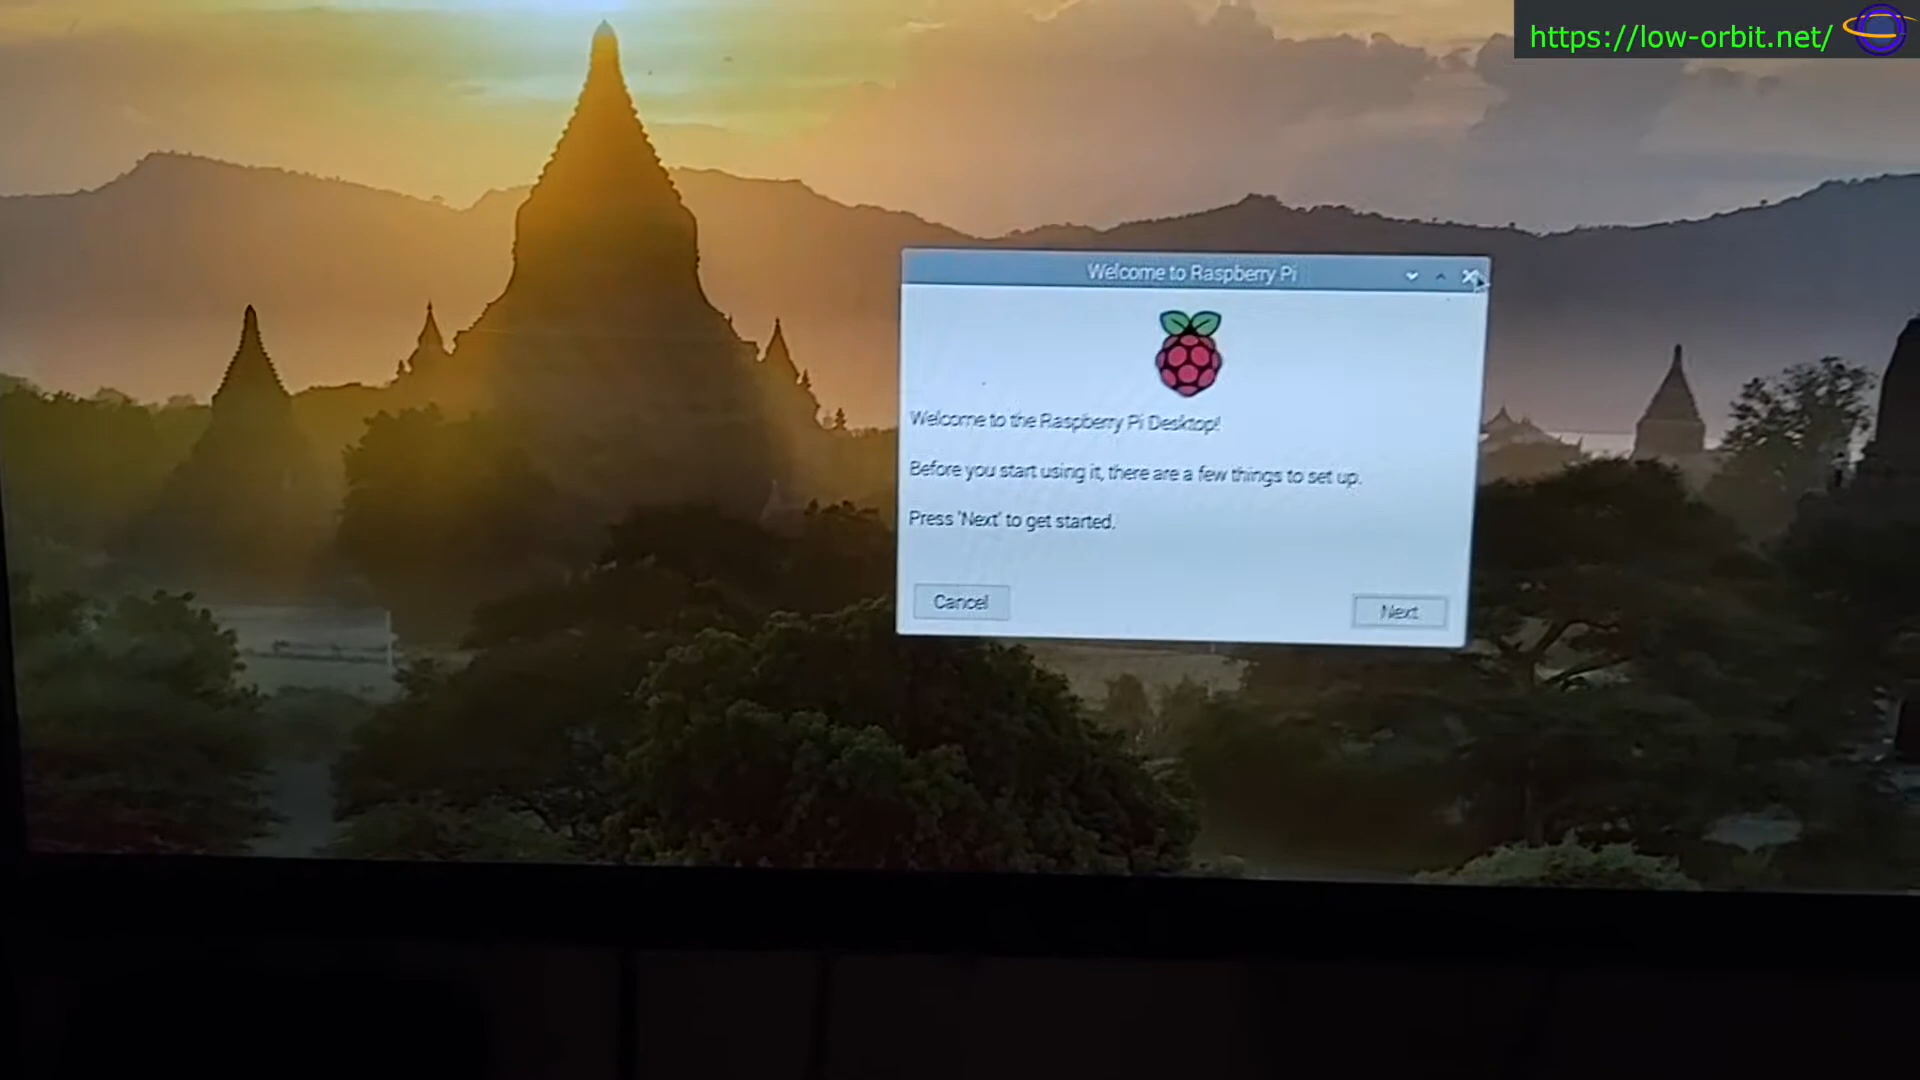 https://low-orbit.net/
Welcome to Raspberry Pi
Welcome to the Raspberry Pi Desktop!
Before you start using it, there are a few things to set up.
Press 'Next' to get started.
Cancel
Next